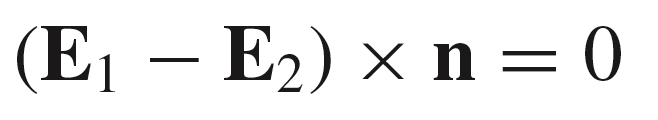 (E₁ − E₂) × n = 0